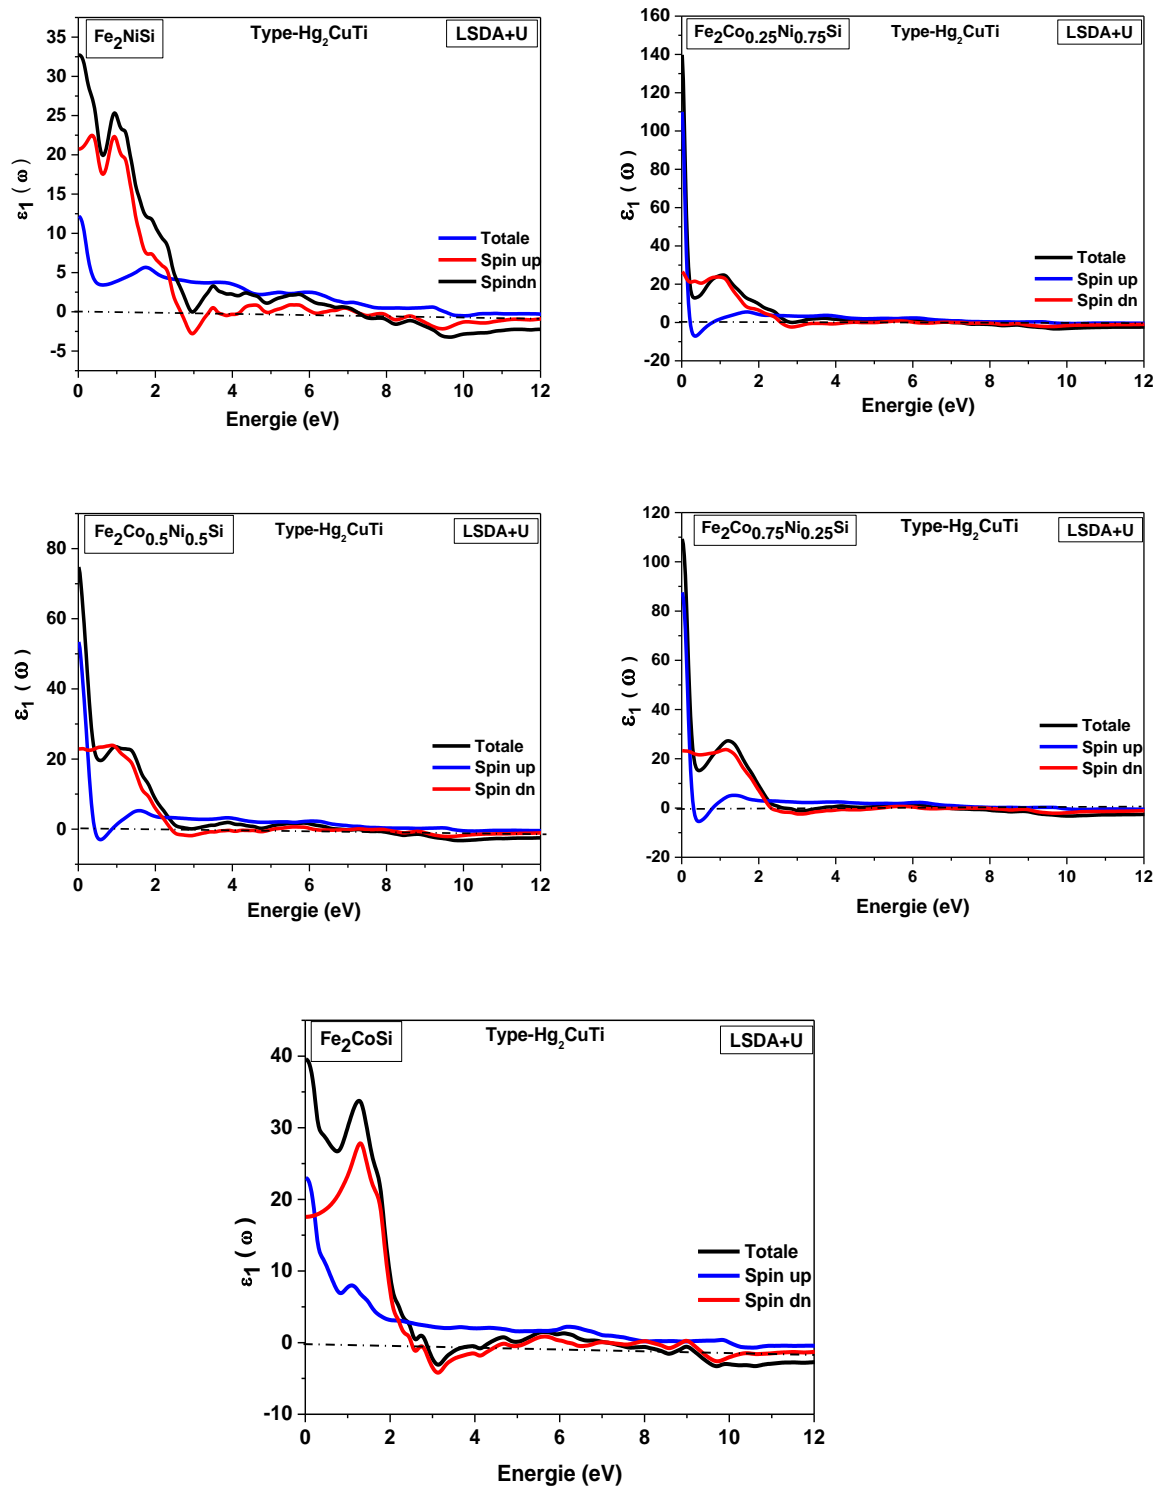 Fe2NiSi Type-Hg2CuTi LSDA+U
35
30
25
20
15
10
5
0
-5
ε1 ( ω )
Totale
Spin up
Spindn
0 2 4 6 8 10 12
Energie (eV)
Fe2Co0.25Ni0.75Si Type-Hg2CuTi LSDA+U
160
140
120
100
80
60
40
20
0
-20
ε1 ( ω )
Totale
Spin up
Spin dn
0 2 4 6 8 10 12
Energie (eV)
Fe2Co0.5Ni0.5Si Type-Hg2CuTi LSDA+U
80
60
40
20
0
ε1 ( ω )
Totale
Spin up
Spin dn
0 2 4 6 8 10 12
Energie (eV)
Fe2Co0.75Ni0.25Si Type-Hg2CuTi LSDA+U
120
100
80
60
40
20
0
-20
ε1 ( ω )
Totale
Spin up
Spin dn
0 2 4 6 8 10 12
Energie (eV)
Fe2CoSi Type-Hg2CuTi LSDA+U
40
30
20
10
0
-10
ε1 ( ω )
Totale
Spin up
Spin dn
0 2 4 6 8 10 12
Energie (eV)